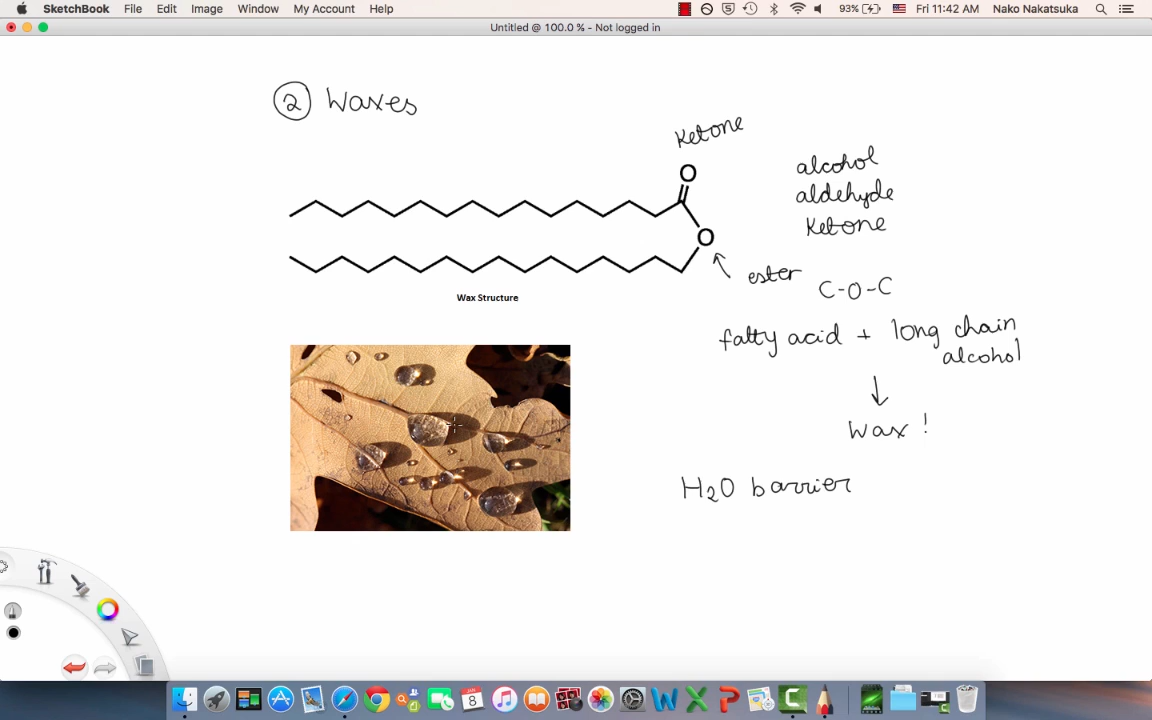 SketchBook File Edit Image Window My Account Help 93% Fri 11:42 AM Nako Nakatsuka
Untitled @ 100.0 % - Not logged in
2 Waxes
Ketone
O
alcohol
aldehyde
Ketone
O
ester
C-O-C
Wax Structure
fatty acid + long chain
alcohol
Wax !
H2O barrier